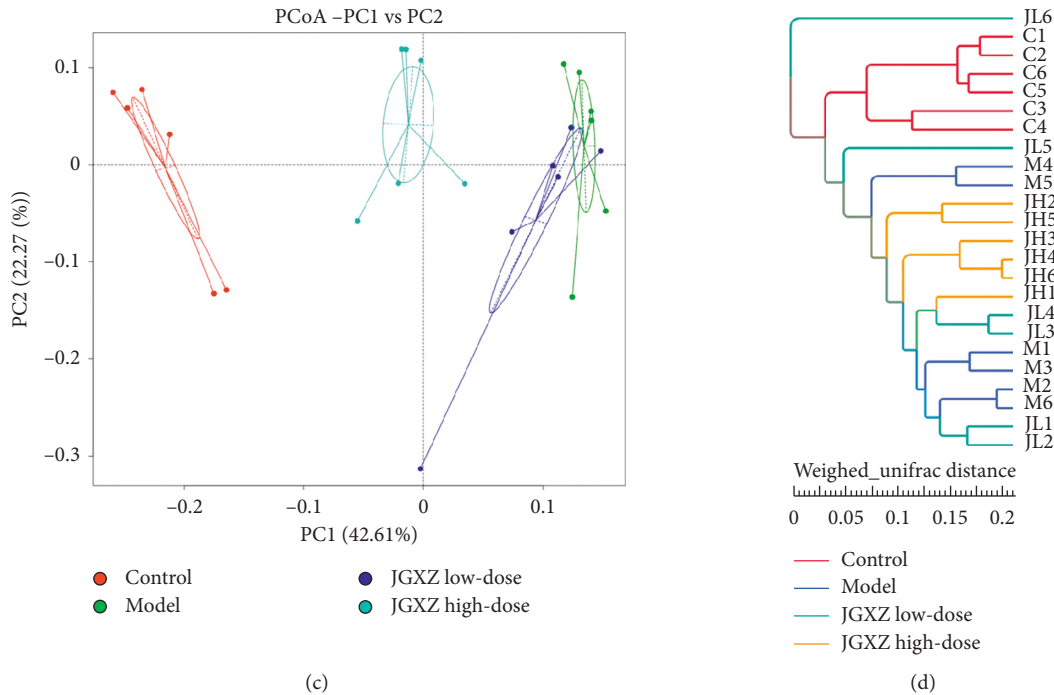 PCoA –PC1 vs PC2
0.1
0
–0.1
–0.2
–0.3
PC2 (22.27 (%))
–0.2
–0.1
0
0.1
PC1 (42.61%)
Control
Model
JGXZ low-dose
JGXZ high-dose
(c)
JL6
C1
C2
C6
C5
C3
C4
JL5
M4
M5
JH2
JH5
JH3
JH4
JH6
JH1
JL4
JL3
M1
M3
M2
M6
JL1
JL2
Weighed_unifrac distance
0
0.05
0.1
0.15
0.2
Control
Model
JGXZ low-dose
JGXZ high-dose
(d)